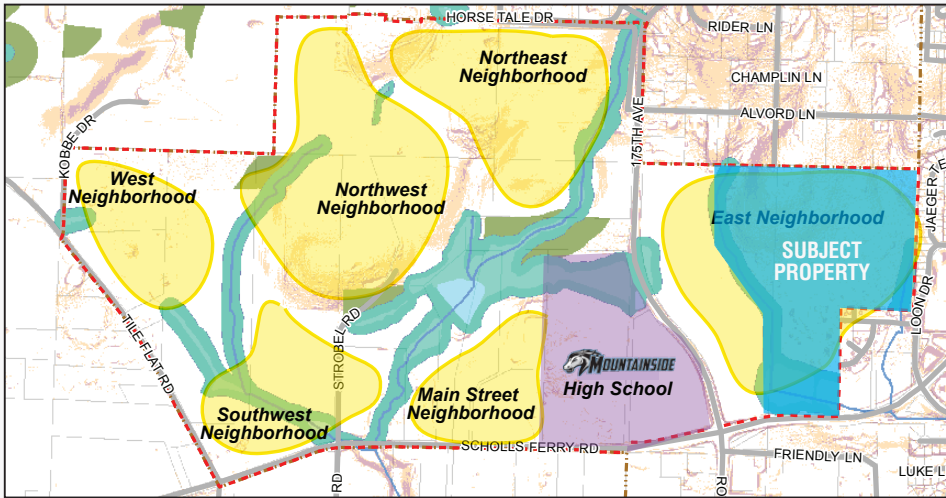 HORSE TALE DR
RIDER LN
Northeast
Neighborhood
CHAMPLIN LN
175TH AVE
ALVORD LN
KOBBE DR
West
Neighborhood
Northwest
Neighborhood
East Neighborhood
SUBJECT
PROPERTY
LOON DR
TILE FLAT RD
STROBEL RD
MOUNTAINSIDE
High School
Main Street
Neighborhood
Southwest
Neighborhood
SCHOLLS FERRY RD
FRIENDLY LN
LUKE L
RD
RO
JAEGER TE